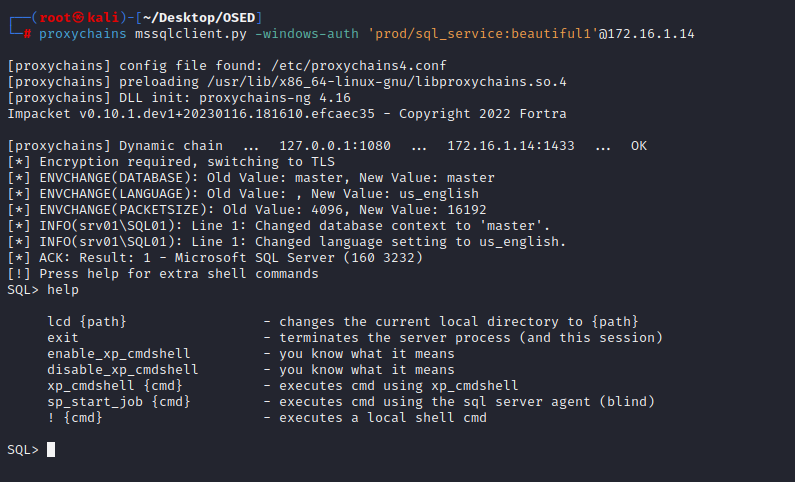 ┌──(root㉿kali)-[~/Desktop/OSED]
└─# proxychains mssqlclient.py -windows-auth 'prod/sql_service:beautiful1'@172.16.1.14
[proxychains] config file found: /etc/proxychains4.conf
[proxychains] preloading /usr/lib/x86_64-linux-gnu/libproxychains.so.4
[proxychains] DLL init: proxychains-ng 4.16
Impacket v0.10.1.dev1+20230116.181610.efcaec35 - Copyright 2022 Fortra
[proxychains] Dynamic chain  ...  127.0.0.1:1080  ...  172.16.1.14:1433  ...  OK
[*] Encryption required, switching to TLS
[*] ENVCHANGE(DATABASE): Old Value: master, New Value: master
[*] ENVCHANGE(LANGUAGE): Old Value: , New Value: us_english
[*] ENVCHANGE(PACKETSIZE): Old Value: 4096, New Value: 16192
[*] INFO(srv01\SQL01): Line 1: Changed database context to 'master'.
[*] INFO(srv01\SQL01): Line 1: Changed language setting to us_english.
[*] ACK: Result: 1 - Microsoft SQL Server (160 3232)
[!] Press help for extra shell commands
SQL> help
lcd {path}                 - changes the current local directory to {path}
exit                       - terminates the server process (and this session)
enable_xp_cmdshell         - you know what it means
disable_xp_cmdshell        - you know what it means
xp_cmdshell {cmd}          - executes cmd using xp_cmdshell
sp_start_job {cmd}         - executes cmd using the sql server agent (blind)
! {cmd}                    - executes a local shell cmd
SQL>